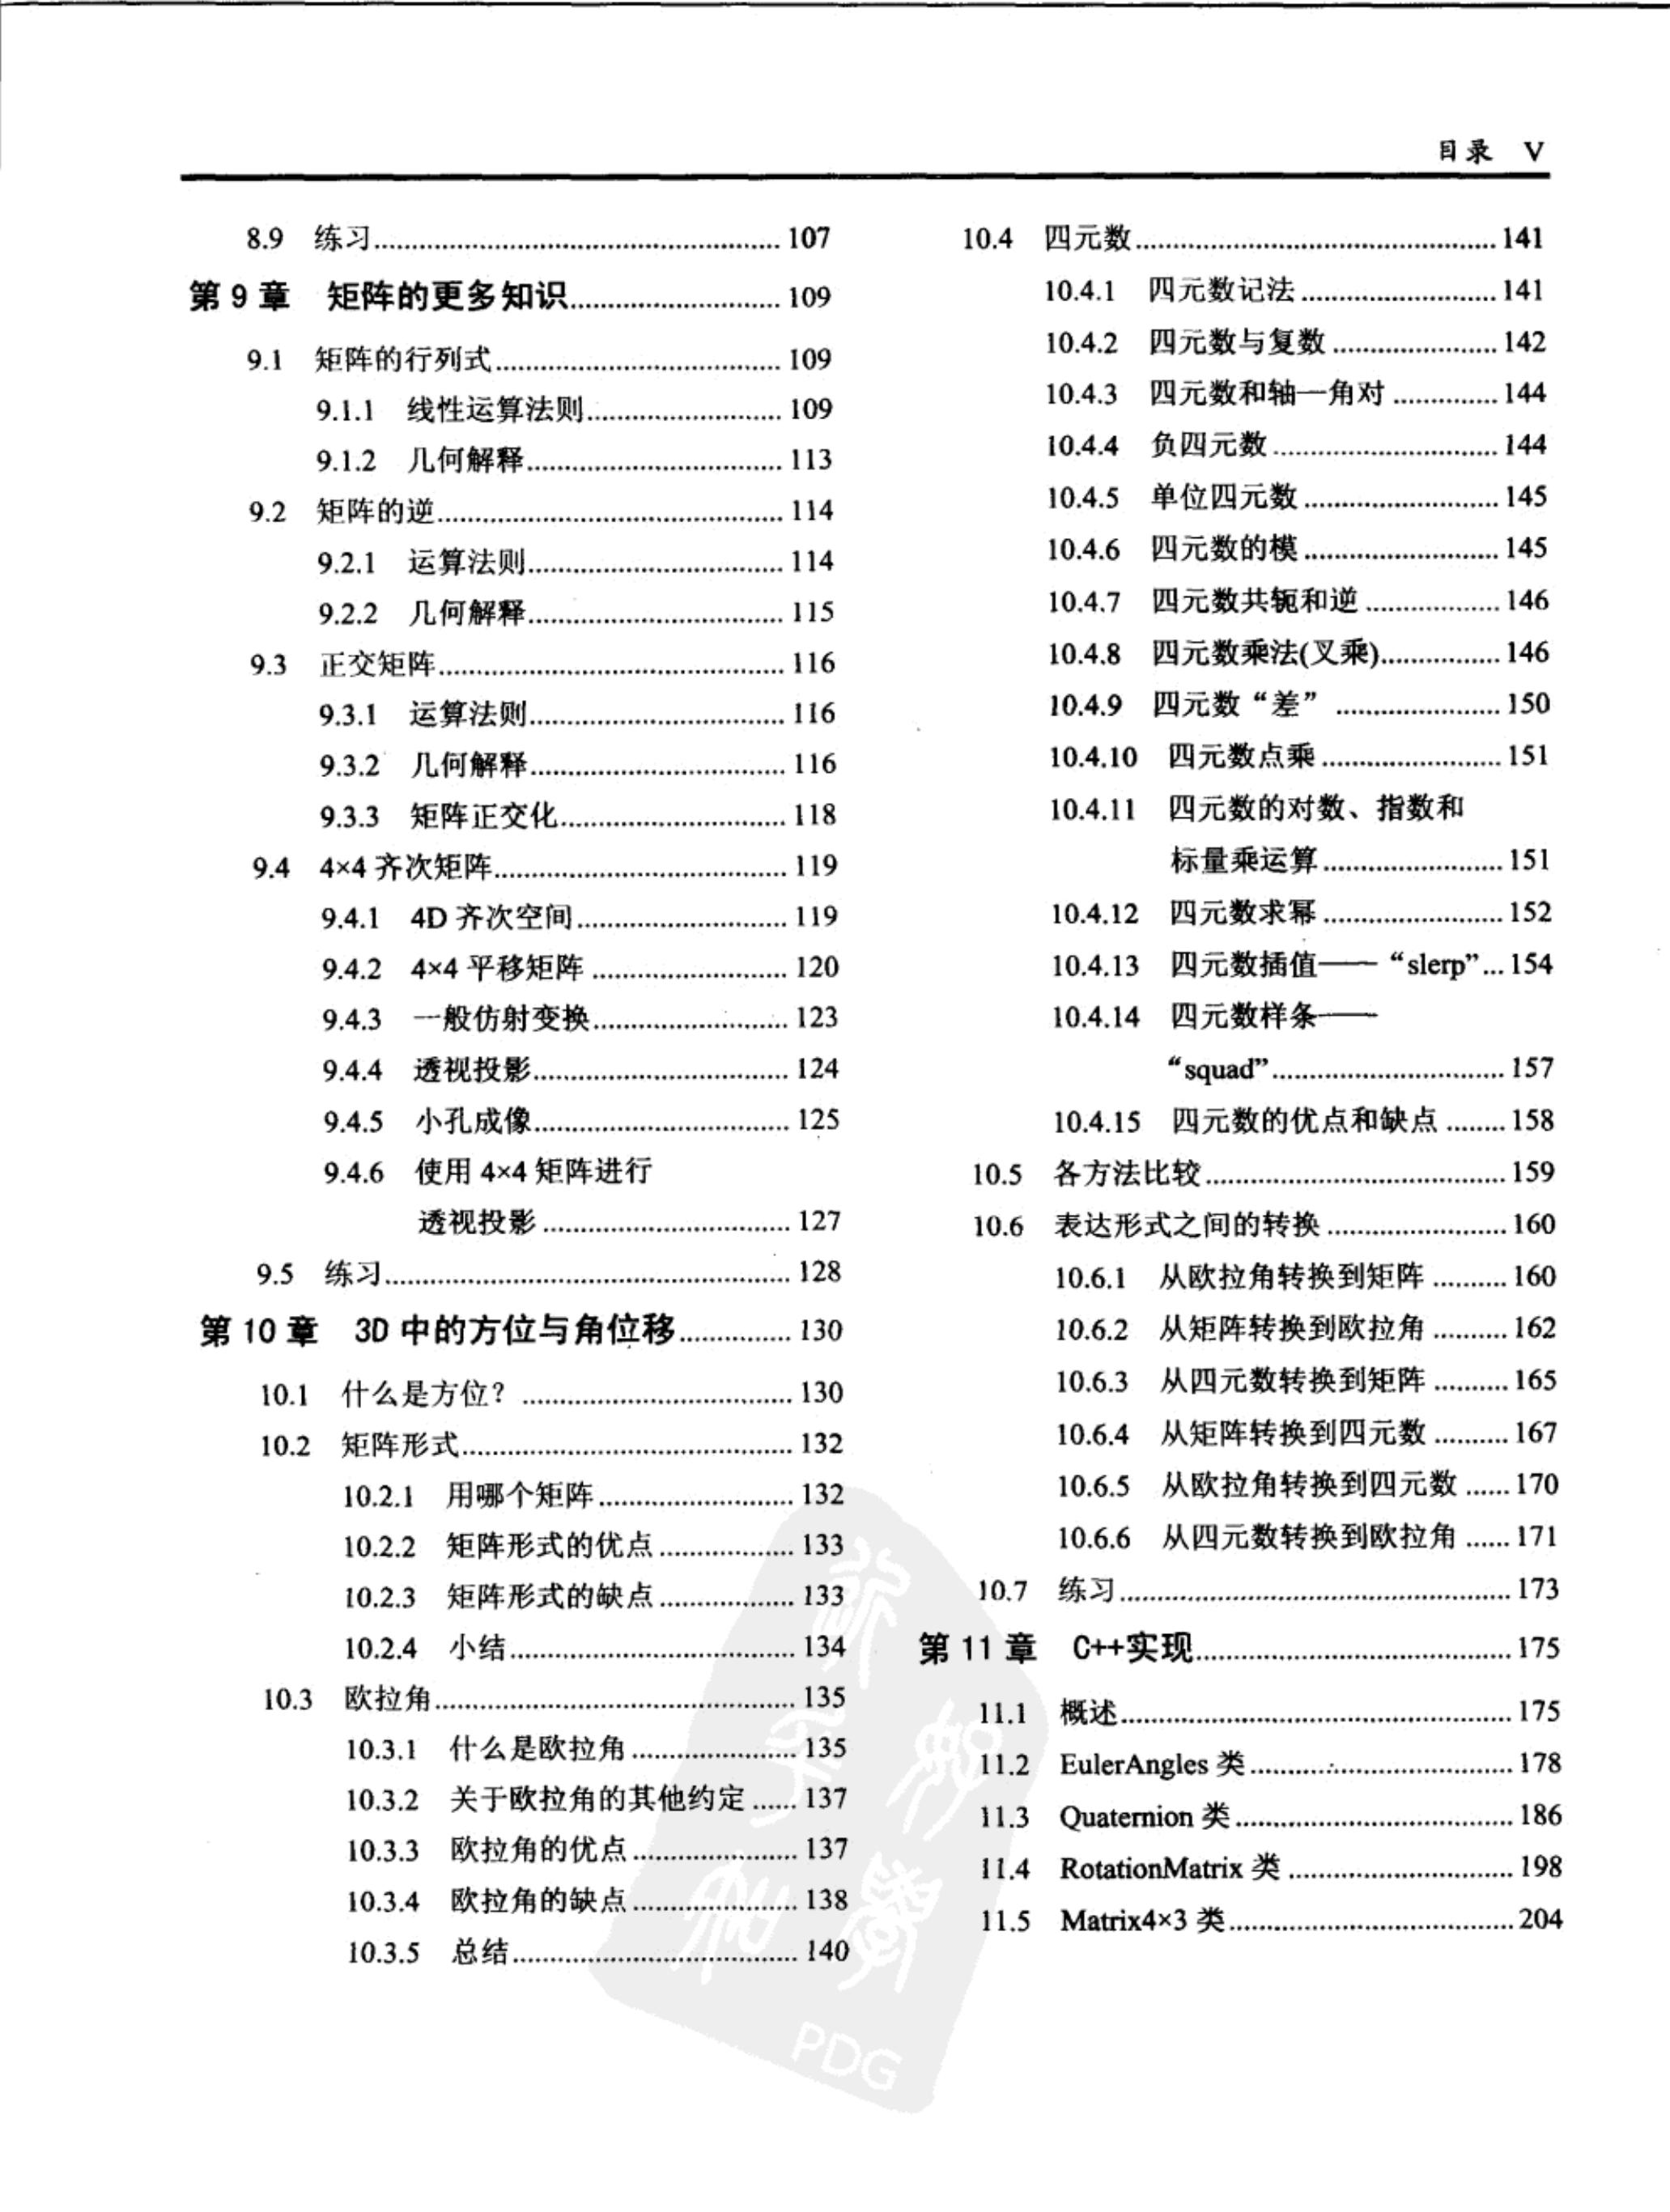 目录 V
8.9 练习 107
第 9 章 矩阵的更多知识 109
9.1 矩阵的行列式 109
9.1.1 线性运算法则 109
9.1.2 几何解释 113
9.2 矩阵的逆 114
9.2.1 运算法则 114
9.2.2 几何解释 115
9.3 正交矩阵 116
9.3.1 运算法则 116
9.3.2 几何解释 116
9.3.3 矩阵正交化 118
9.4 4×4 齐次矩阵 119
9.4.1 4D 齐次空间 119
9.4.2 4×4 平移矩阵 120
9.4.3 一般仿射变换 123
9.4.4 透视投影 124
9.4.5 小孔成像 125
9.4.6 使用 4×4 矩阵进行
透视投影 127
9.5 练习 128
第 10 章 3D 中的方位与角位移 130
10.1 什么是方位？ 130
10.2 矩阵形式 132
10.2.1 用哪个矩阵 132
10.2.2 矩阵形式的优点 133
10.2.3 矩阵形式的缺点 133
10.2.4 小结 134
10.3 欧拉角 135
10.3.1 什么是欧拉角 135
10.3.2 关于欧拉角的其他约定 137
10.3.3 欧拉角的优点 137
10.3.4 欧拉角的缺点 138
10.3.5 总结 140
10.4 四元数 141
10.4.1 四元数记法 141
10.4.2 四元数与复数 142
10.4.3 四元数和轴—角对 144
10.4.4 负四元数 144
10.4.5 单位四元数 145
10.4.6 四元数的模 145
10.4.7 四元数共轭和逆 146
10.4.8 四元数乘法(叉乘) 146
10.4.9 四元数“差” 150
10.4.10 四元数点乘 151
10.4.11 四元数的对数、指数和
标量乘运算 151
10.4.12 四元数求幂 152
10.4.13 四元数插值——“slerp” 154
10.4.14 四元数样条——
“squad” 157
10.4.15 四元数的优点和缺点 158
10.5 各方法比较 159
10.6 表达形式之间的转换 160
10.6.1 从欧拉角转换到矩阵 160
10.6.2 从矩阵转换到欧拉角 162
10.6.3 从四元数转换到矩阵 165
10.6.4 从矩阵转换到四元数 167
10.6.5 从欧拉角转换到四元数 170
10.6.6 从四元数转换到欧拉角 171
10.7 练习 173
第 11 章 C++实现 175
11.1 概述 175
11.2 EulerAngles 类 178
11.3 Quaternion 类 186
11.4 RotationMatrix 类 198
11.5 Matrix4×3 类 204
PDG